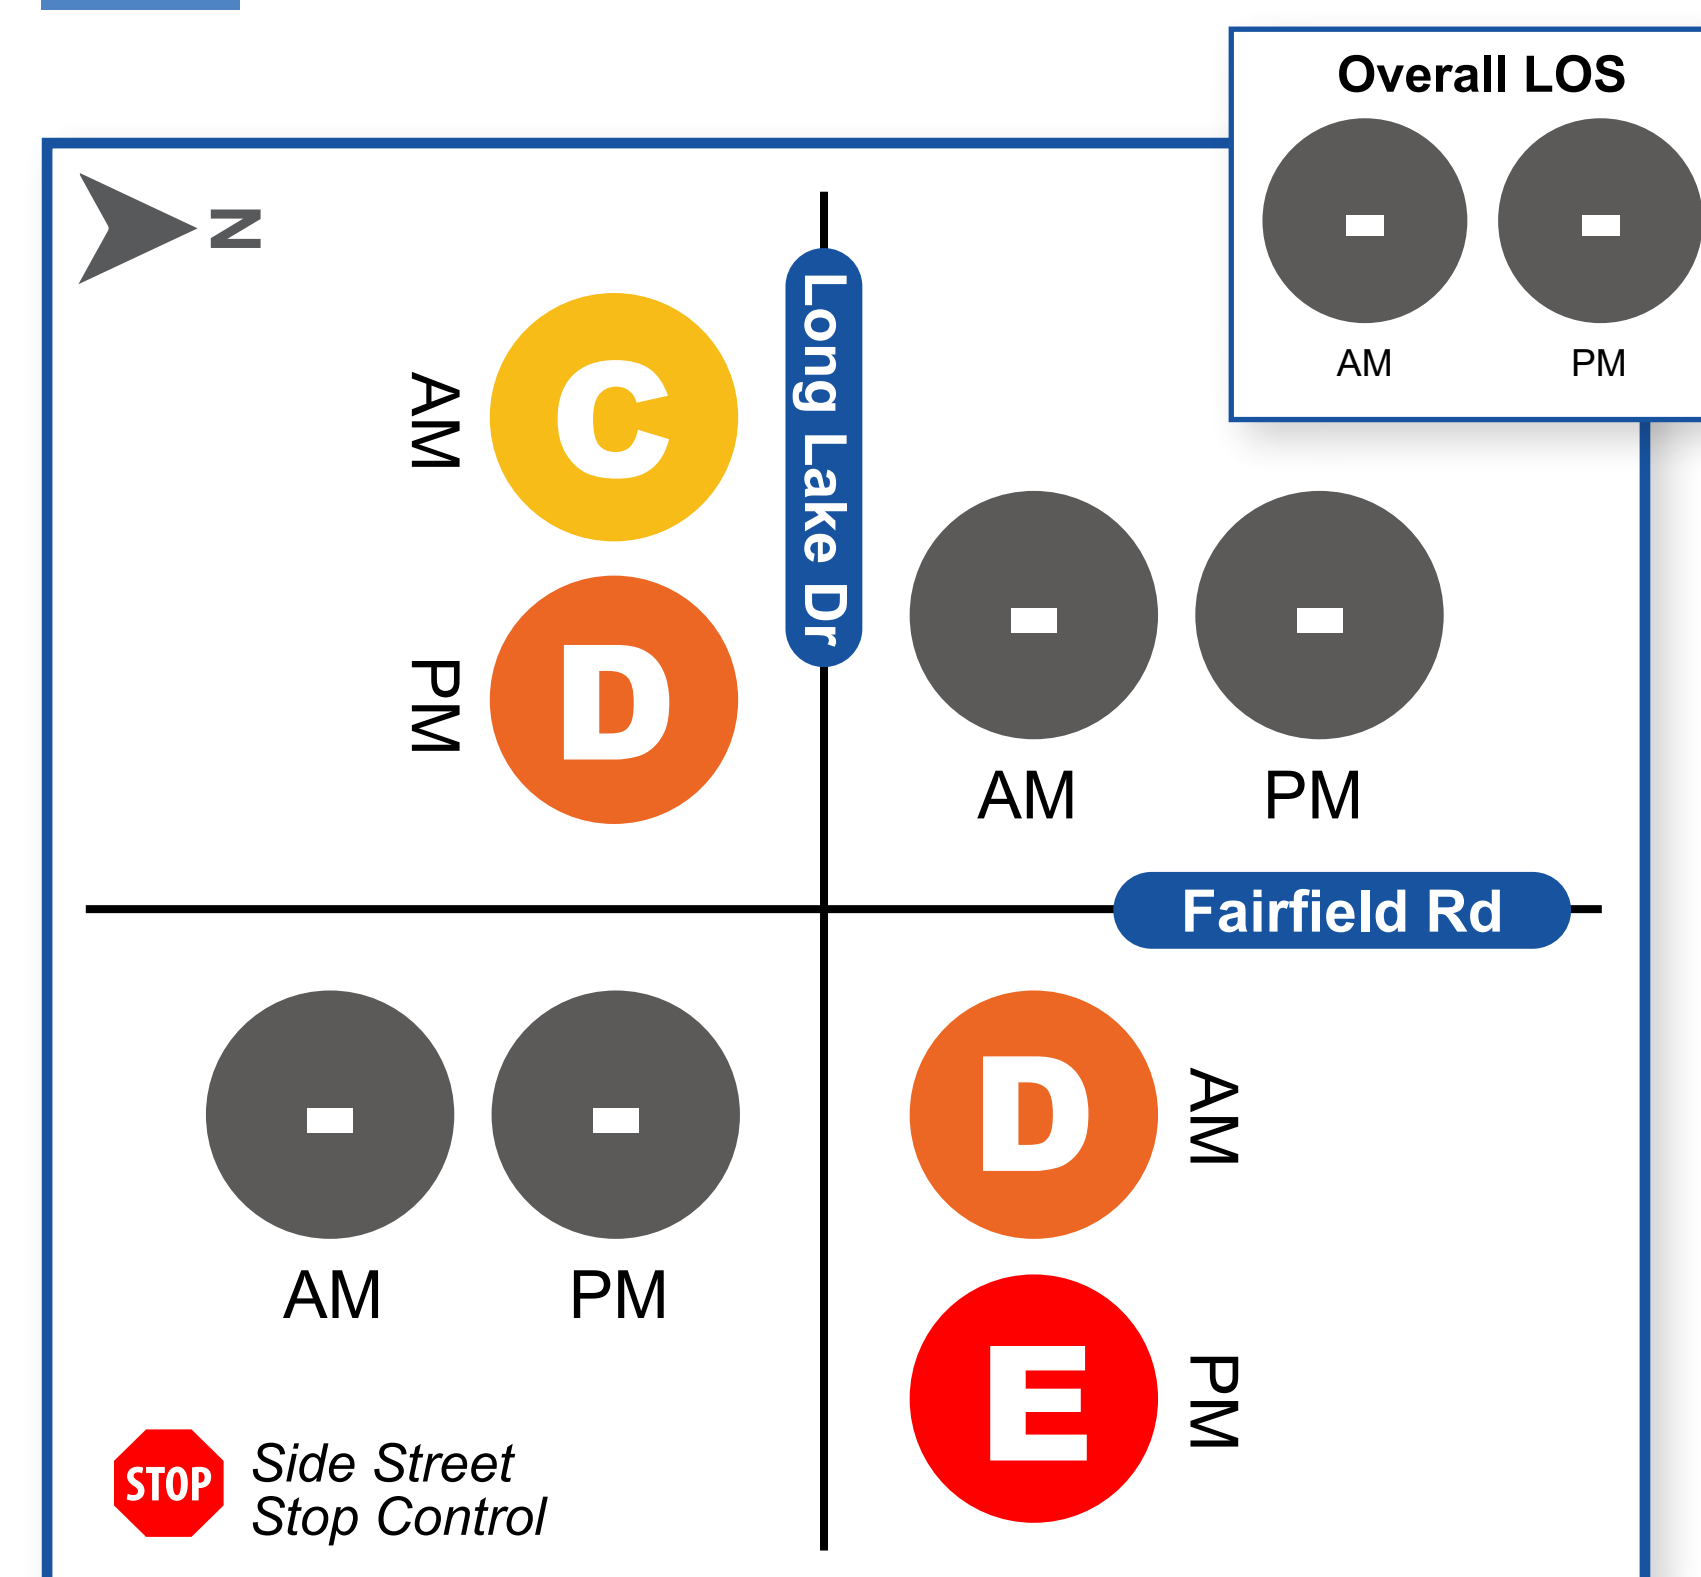 Overall LOS
-
-
AM
PM
N
Long Lake Dr
AM
C
PM
D
-
-
AM
PM
Fairfield Rd
-
-
AM
PM
D
AM
E
PM
STOP
Side Street
Stop Control